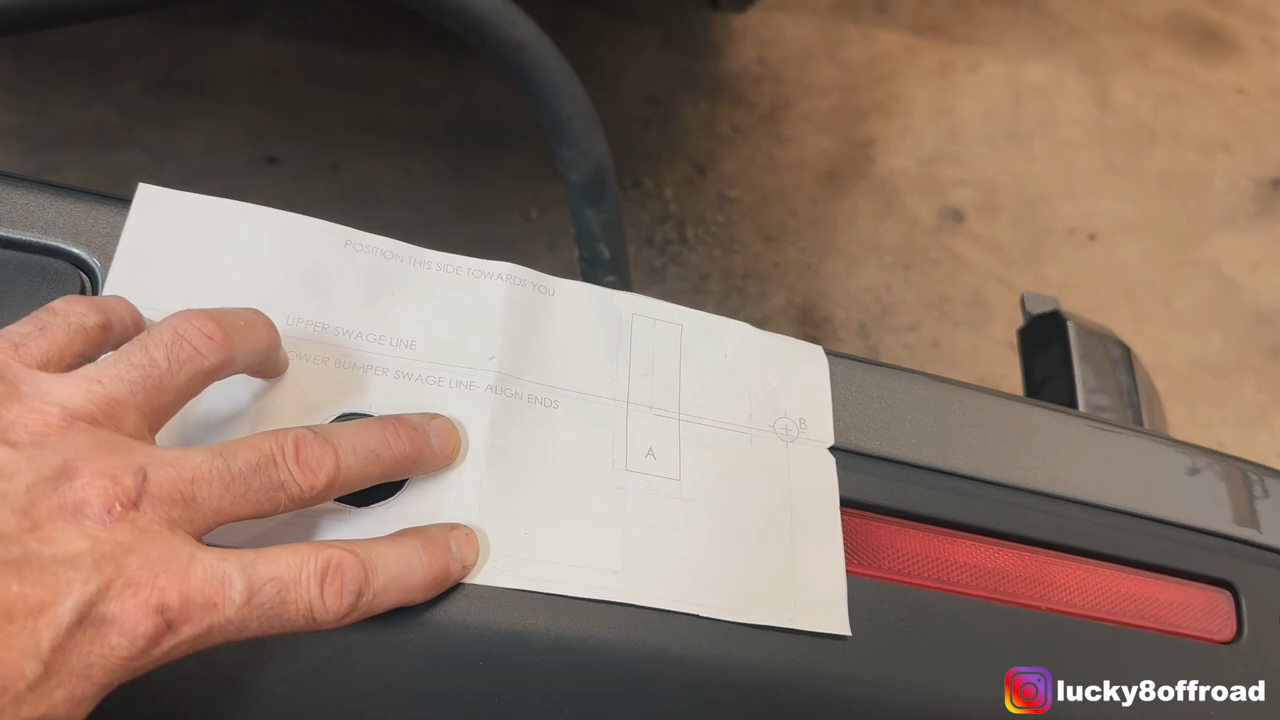 POSITION THIS SIDE TOWARDS YOU
UPPER SWAGE LINE
OWER BUMPER SWAGE LINE- ALIGN ENDS
A
B
lucky8offroad